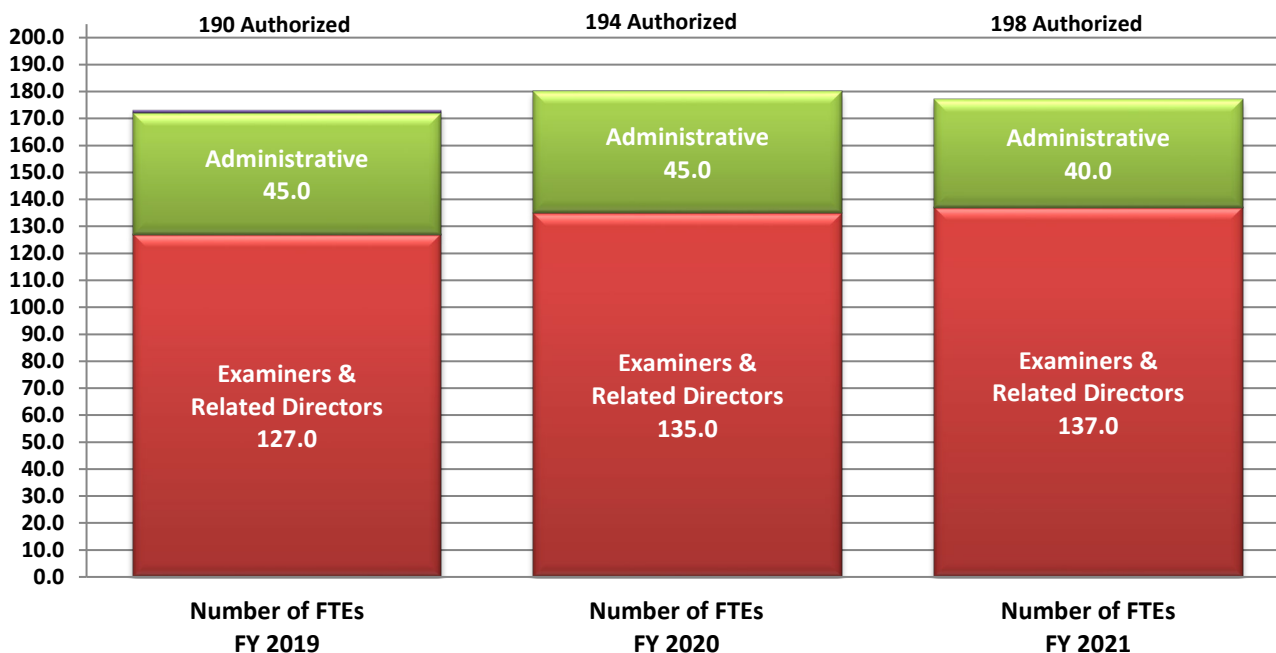 190 Authorized
194 Authorized
198 Authorized
200.0
190.0
180.0
170.0
160.0
150.0
140.0
130.0
120.0
110.0
100.0
90.0
80.0
70.0
60.0
50.0
40.0
30.0
20.0
10.0
0.0
Administrative
45.0
Examiners &
Related Directors
127.0
Administrative
45.0
Examiners &
Related Directors
135.0
Administrative
40.0
Examiners &
Related Directors
137.0
Number of FTEs
FY 2019
Number of FTEs
FY 2020
Number of FTEs
FY 2021